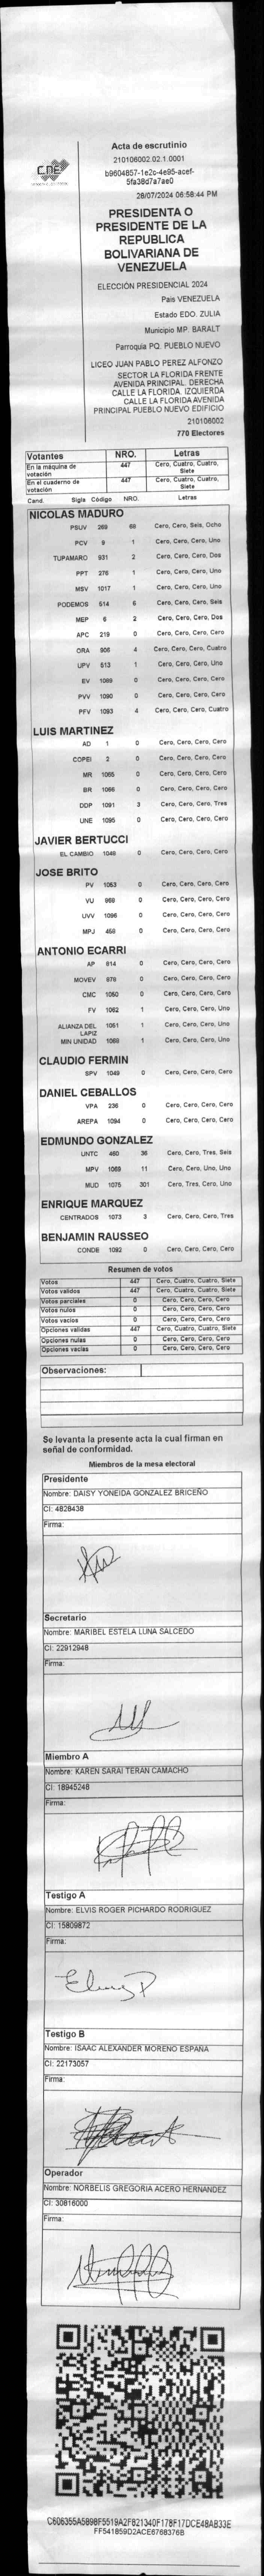 Acta de escrutinio
210106002.02.1.0001
b9604857-1e2c-4e95-acef-
5fa38d7a7ae0
CNE
28/07/2024 06:58:44 PM
PRESIDENTA O
PRESIDENTE DE LA
REPUBLICA
BOLIVARIANA DE
VENEZUELA
ELECCIÓN PRESIDENCIAL 2024
Pais VENEZUELA
Estado EDO. ZULIA
Municipio MP. BARALT
Parroquia PQ. PUEBLO NUEVO
LICEO JUAN PABLO PEREZ ALFONZO
SECTOR LA FLORIDA FRENTE
AVENIDA PRINCIPAL. DERECHA
CALLE LA FLORIDA. IZQUIERDA
CALLE LA FLORIDA AVENIDA
PRINCIPAL PUEBLO NUEVO EDIFICIO
210106002
770 Electores
Votantes NRO. Letras
En la máquina de votación 447 Cero, Cuatro, Cuatro, Siete
En el cuaderno de votación 447 Cero, Cuatro, Cuatro, Siete
Cand. Sigla Código NRO. Letras
NICOLAS MADURO
PSUV 269 68 Cero, Cero, Seis, Ocho
PCV 9 1 Cero, Cero, Cero, Uno
TUPAMARO 931 2 Cero, Cero, Cero, Dos
PPT 276 1 Cero, Cero, Cero, Uno
MSV 1017 1 Cero, Cero, Cero, Uno
PODEMOS 514 6 Cero, Cero, Cero, Seis
MEP 6 2 Cero, Cero, Cero, Dos
APC 219 0 Cero, Cero, Cero, Cero
ORA 906 4 Cero, Cero, Cero, Cuatro
UPV 513 1 Cero, Cero, Cero, Uno
EV 1089 0 Cero, Cero, Cero, Cero
PVV 1090 0 Cero, Cero, Cero, Cero
PFV 1093 4 Cero, Cero, Cero, Cuatro
LUIS MARTINEZ
AD 1 0 Cero, Cero, Cero, Cero
COPEI 2 0 Cero, Cero, Cero, Cero
MR 1065 0 Cero, Cero, Cero, Cero
BR 1066 0 Cero, Cero, Cero, Cero
DDP 1091 3 Cero, Cero, Cero, Tres
UNE 1095 0 Cero, Cero, Cero, Cero
JAVIER BERTUCCI
EL CAMBIO 1048 0 Cero, Cero, Cero, Cero
JOSE BRITO
PV 1053 0 Cero, Cero, Cero, Cero
VU 968 0 Cero, Cero, Cero, Cero
UVV 1096 0 Cero, Cero, Cero, Cero
MPJ 458 0 Cero, Cero, Cero, Cero
ANTONIO ECARRI
AP 814 0 Cero, Cero, Cero, Cero
MOVEV 878 0 Cero, Cero, Cero, Cero
CMC 1050 0 Cero, Cero, Cero, Cero
FV 1062 1 Cero, Cero, Cero, Uno
ALIANZA DEL LAPIZ 1051 1 Cero, Cero, Cero, Uno
MIN UNIDAD 1068 1 Cero, Cero, Cero, Uno
CLAUDIO FERMIN
SPV 1049 0 Cero, Cero, Cero, Cero
DANIEL CEBALLOS
VPA 236 0 Cero, Cero, Cero, Cero
AREPA 1094 0 Cero, Cero, Cero, Cero
EDMUNDO GONZALEZ
UNTC 460 36 Cero, Cero, Tres, Seis
MPV 1069 11 Cero, Cero, Uno, Uno
MUD 1075 301 Cero, Tres, Cero, Uno
ENRIQUE MARQUEZ
CENTRADOS 1073 3 Cero, Cero, Cero, Tres
BENJAMIN RAUSSEO
CONDE 1092 0 Cero, Cero, Cero, Cero
Resumen de votos
Votos 447 Cero, Cuatro, Cuatro, Siete
Votos validos 447 Cero, Cuatro, Cuatro, Siete
Votos parciales 0 Cero, Cero, Cero, Cero
Votos nulos 0 Cero, Cero, Cero, Cero
Votos vacios 0 Cero, Cero, Cero, Cero
Opciones validas 447 Cero, Cuatro, Cuatro, Siete
Opciones nulas 0 Cero, Cero, Cero, Cero
Opciones vacias 0 Cero, Cero, Cero, Cero
Observaciones:
Se levanta la presente acta la cual firman en
señal de conformidad.
Miembros de la mesa electoral
Presidente
Nombre: DAISY YONEIDA GONZALEZ BRICEÑO
CI: 4828438
Firma:
Secretario
Nombre: MARIBEL ESTELA LUNA SALCEDO
CI: 22912948
Firma:
Miembro A
Nombre: KAREN SARAI TERAN CAMACHO
CI: 18945248
Firma:
Testigo A
Nombre: ELVIS ROGER PICHARDO RODRIGUEZ
CI: 15809872
Firma:
Testigo B
Nombre: ISAAC ALEXANDER MORENO ESPAÑA
CI: 22173057
Firma:
Operador
Nombre: NORBELIS GREGORIA ACERO HERNANDEZ
CI: 30816000
Firma:
C606355A5898F5519A2F821340F178F17DCE48AB33E
FF541859D2ACE6768376B